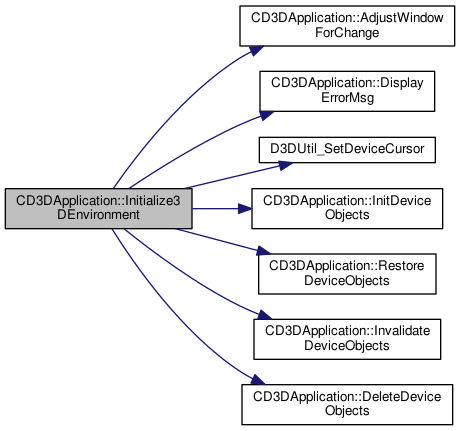 CD3DApplication::AdjustWindow
ForChange
CD3DApplication::Display
ErrorMsg
D3DUtil_SetDeviceCursor
CD3DApplication::Initialize3
DEnvironment
CD3DApplication::InitDevice
Objects
CD3DApplication::Restore
DeviceObjects
CD3DApplication::Invalidate
DeviceObjects
CD3DApplication::DeleteDevice
Objects